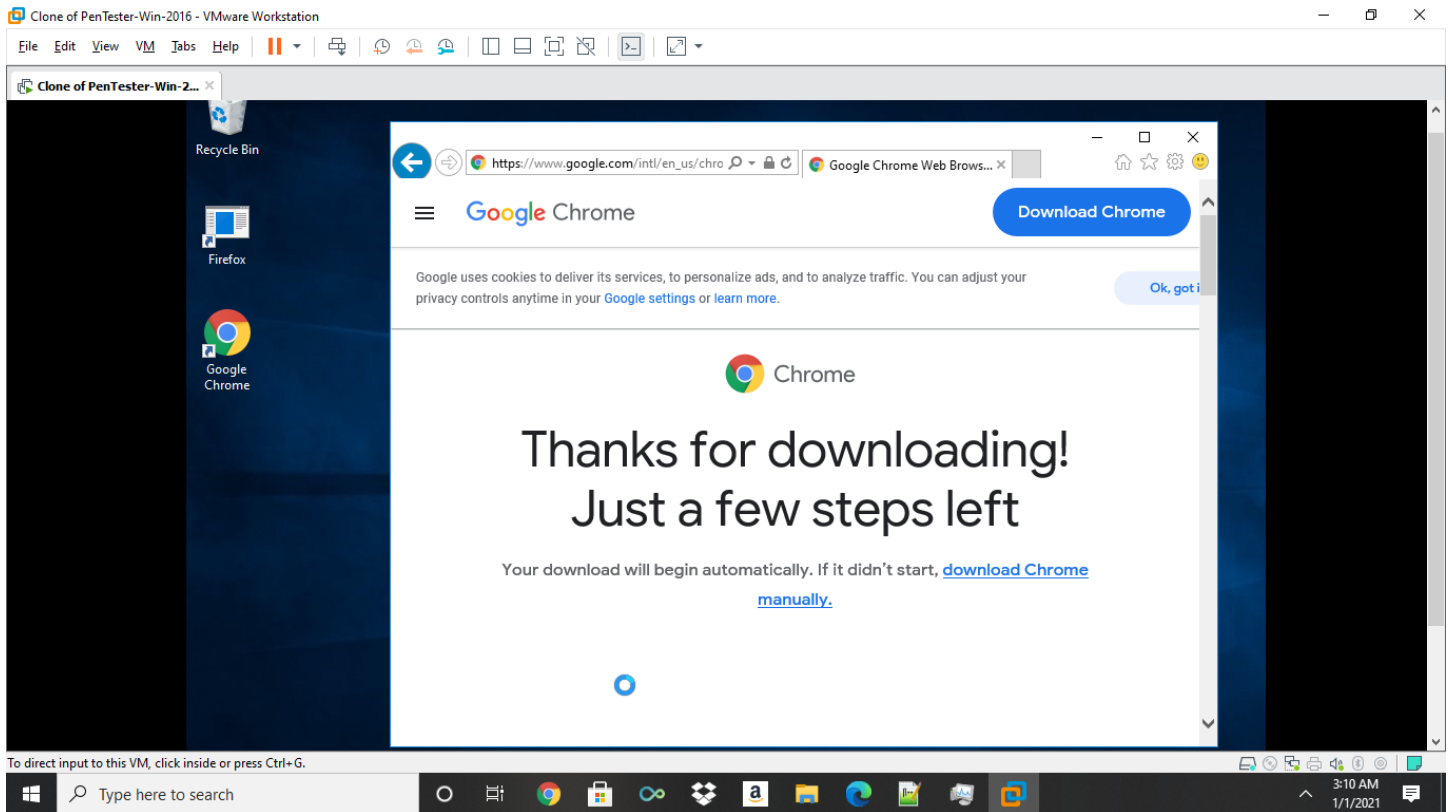 Clone of PenTester-Win-2016 - VMware Workstation
File Edit View VM Tabs Help
Clone of PenTester-Win-2...
Recycle Bin
Firefox
Google
Chrome
https://www.google.com/intl/en_us/chro
Google Chrome Web Brows...
Google Chrome
Download Chrome
Google uses cookies to deliver its services, to personalize ads, and to analyze traffic. You can adjust your
privacy controls anytime in your Google settings or learn more.
Ok, got i
Chrome
Thanks for downloading!
Just a few steps left
Your download will begin automatically. If it didn't start, download Chrome
manually.
To direct input to this VM, click inside or press Ctrl+G.
Type here to search
a
3:10 AM
1/1/2021